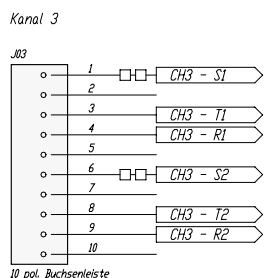 Kanal 3
J03
1 CH3 - S1
2
3 CH3 - T1
4 CH3 - R1
5
6 CH3 - S2
7
8 CH3 - T2
9 CH3 - R2
10
10 pol. Buchsenleiste